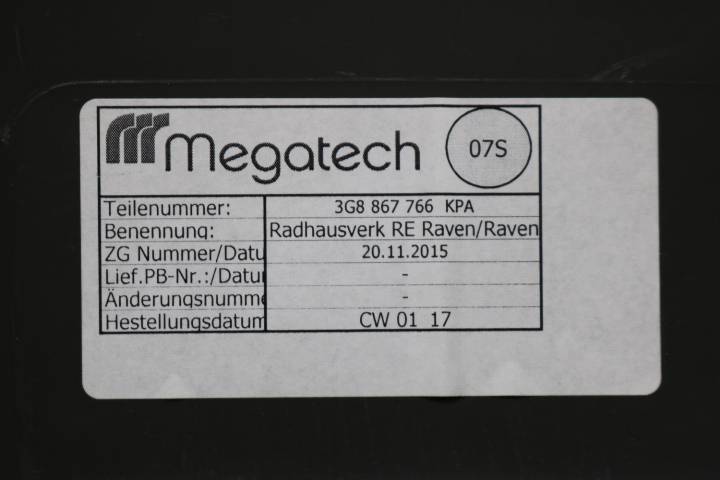 Megatech 07S
Teilenummer: 3G8 867 766 KPA
Benennung: Radhausverk RE Raven/Raven
ZG Nummer/Datu 20.11.2015
Lief.PB-Nr.:/Datu -
Änderungsnumme -
Hestellungsdatum CW 01 17